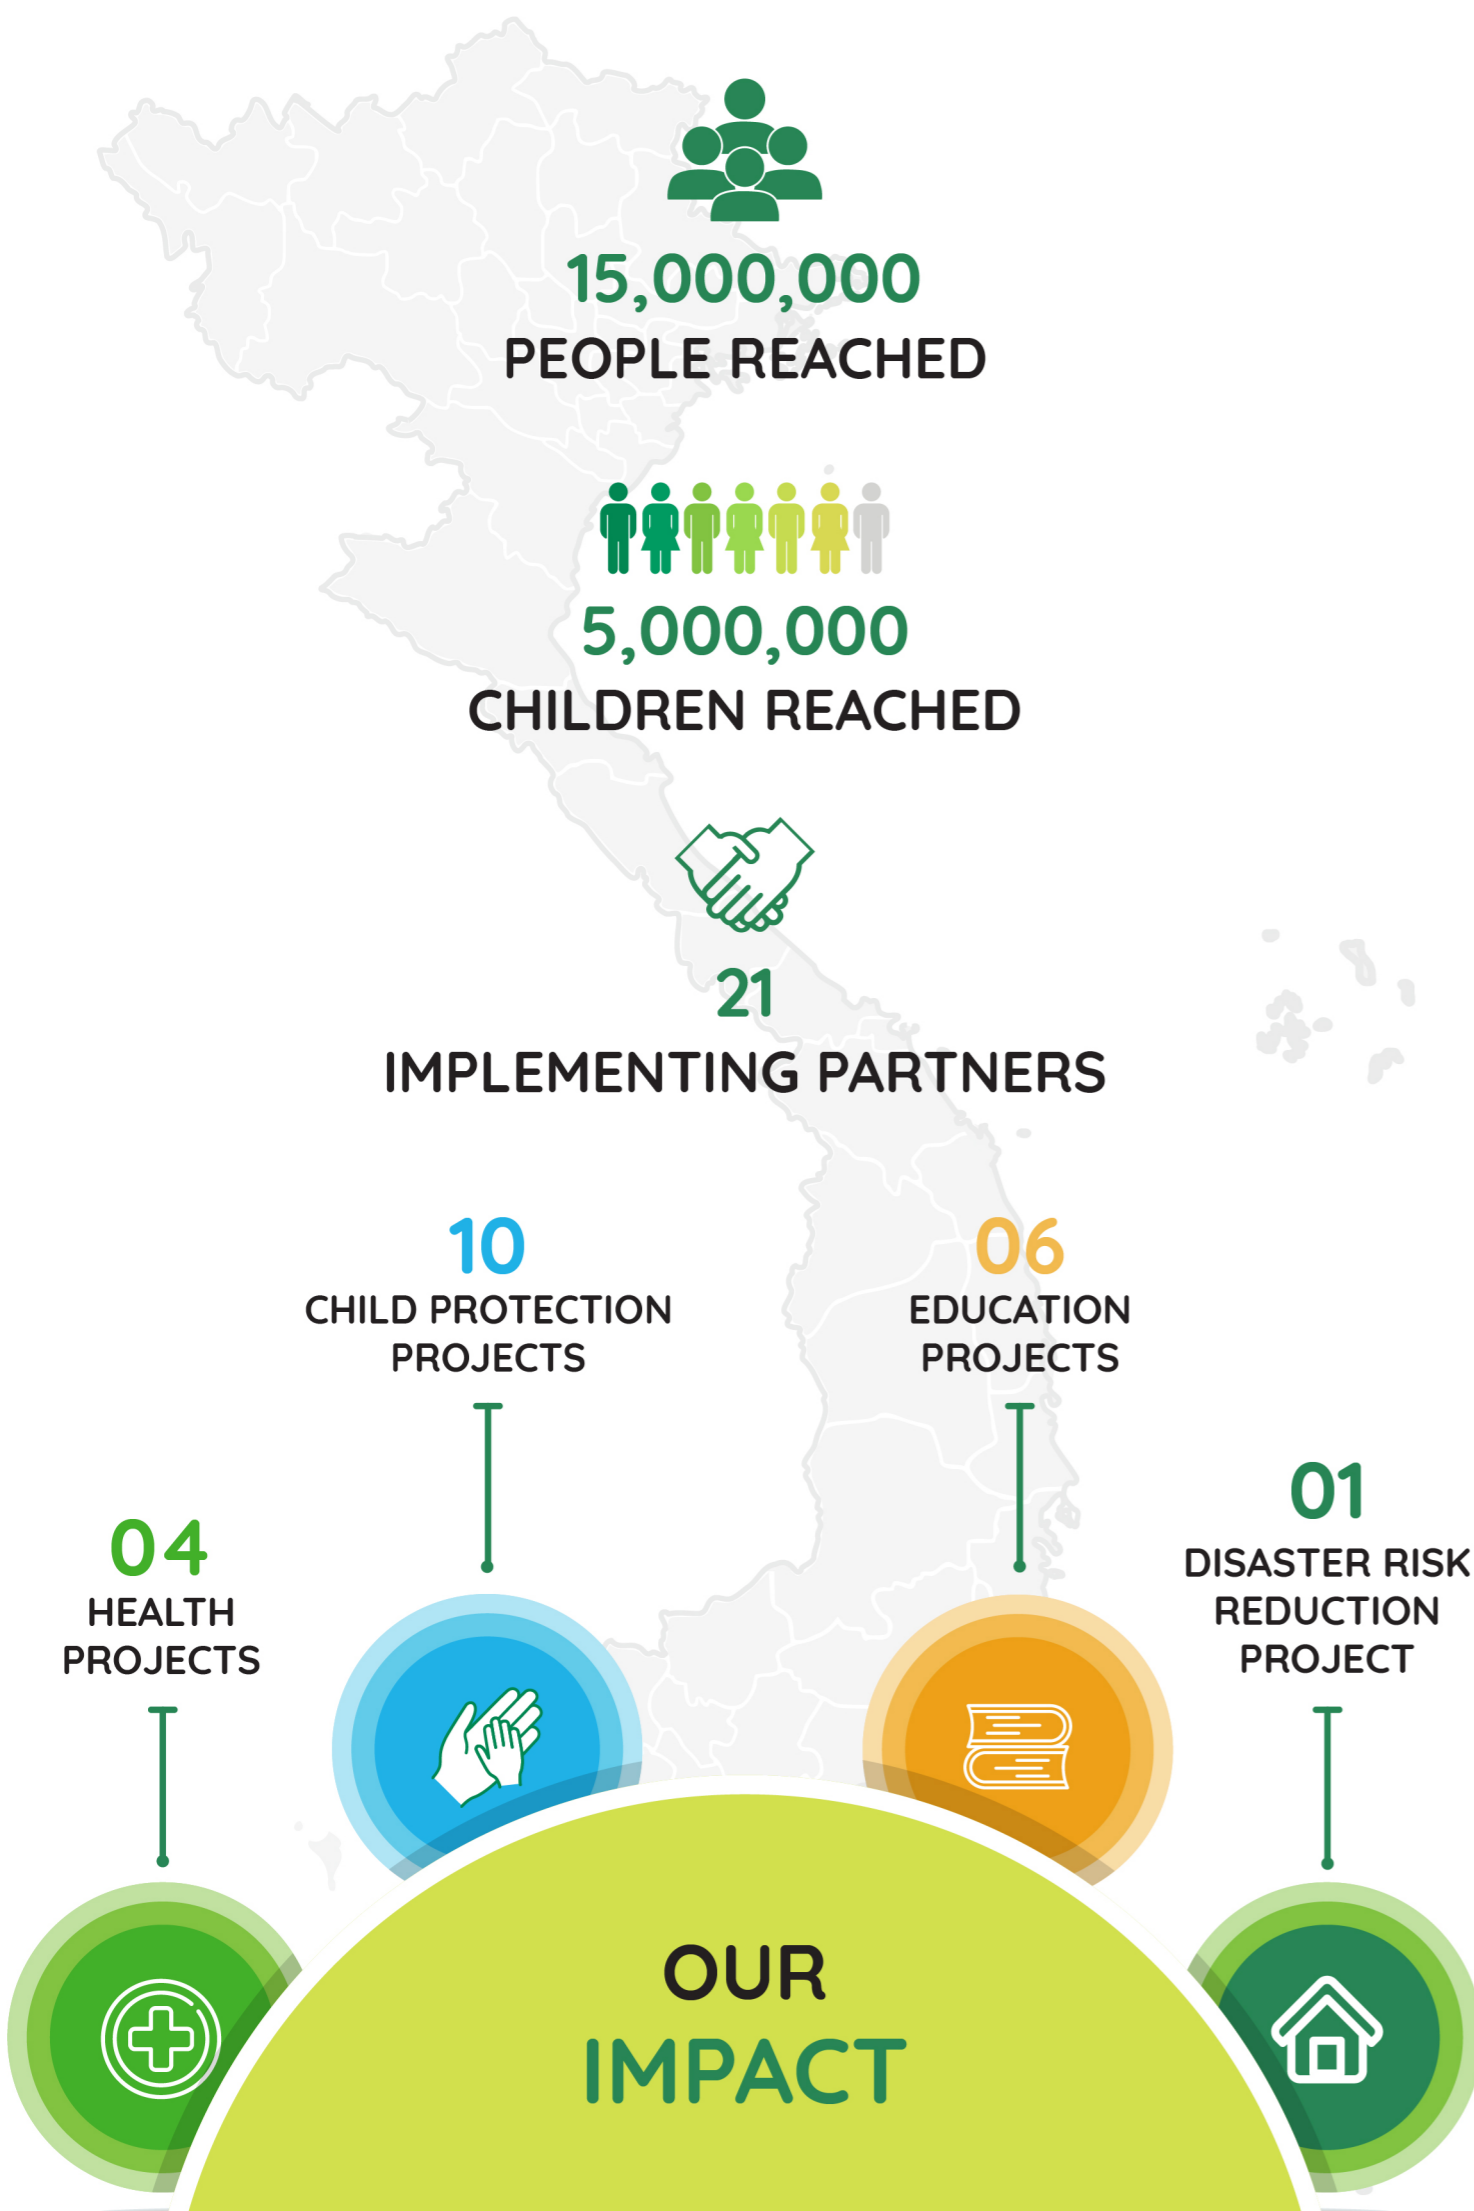 15,000,000
PEOPLE REACHED
5,000,000
CHILDREN REACHED
21
IMPLEMENTING PARTNERS
10
CHILD PROTECTION
PROJECTS
06
EDUCATION
PROJECTS
04
HEALTH
PROJECTS
01
DISASTER RISK
REDUCTION
PROJECT
OUR
IMPACT